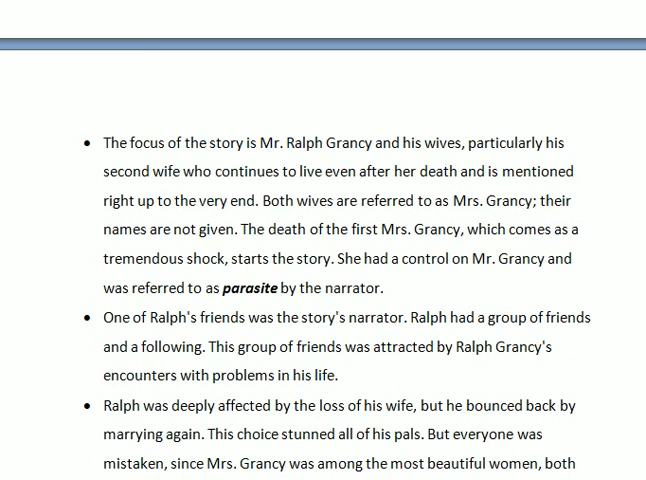 • The focus of the story is Mr. Ralph Grancy and his wives, particularly his
second wife who continues to live even after her death and is mentioned
right up to the very end. Both wives are referred to as Mrs. Grancy; their
names are not given. The death of the first Mrs. Grancy, which comes as a
tremendous shock, starts the story. She had a control on Mr. Grancy and
was referred to as parasite by the narrator.
• One of Ralph's friends was the story's narrator. Ralph had a group of friends
and a following. This group of friends was attracted by Ralph Grancy's
encounters with problems in his life.
• Ralph was deeply affected by the loss of his wife, but he bounced back by
marrying again. This choice stunned all of his pals. But everyone was
mistaken, since Mrs. Grancy was among the most beautiful women, both